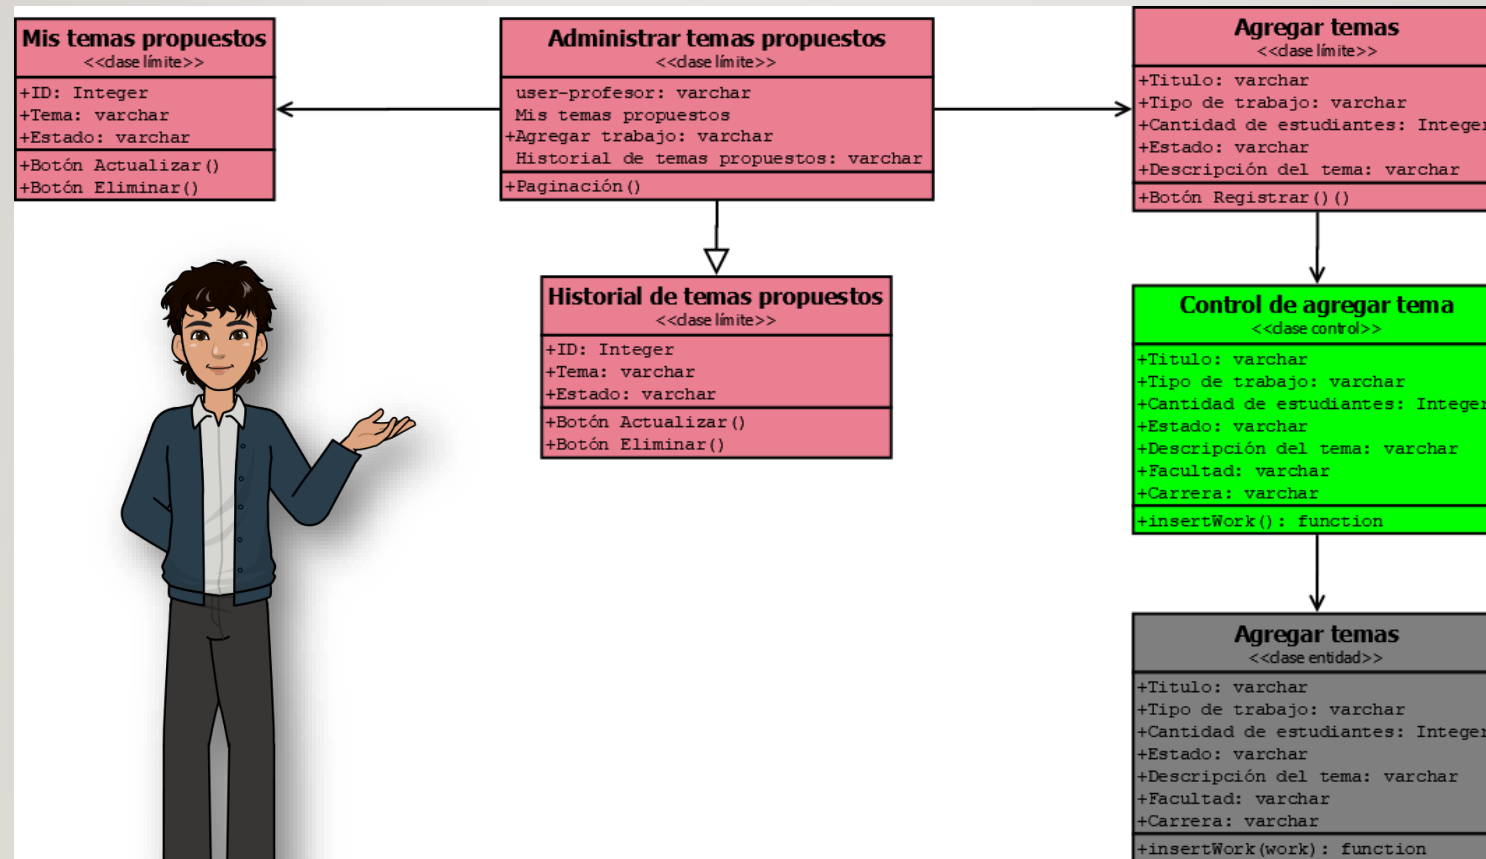 Mis temas propuestos
<<clase límite>>
+ID: Integer
+Tema: varchar
+Estado: varchar
+Botón Actualizar()
+Botón Eliminar()
Administrar temas propuestos
<<clase límite>>
user-profesor: varchar
Mis temas propuestos
+Agregar trabajo: varchar
Historial de temas propuestos: varchar
+Paginación()
Agregar temas
<<clase límite>>
+Titulo: varchar
+Tipo de trabajo: varchar
+Cantidad de estudiantes: Integer
+Estado: varchar
+Descripción del tema: varchar
+Botón Registrar()()
Historial de temas propuestos
<<clase límite>>
+ID: Integer
+Tema: varchar
+Estado: varchar
+Botón Actualizar()
+Botón Eliminar()
Control de agregar tema
<<clase control>>
+Titulo: varchar
+Tipo de trabajo: varchar
+Cantidad de estudiantes: Integer
+Estado: varchar
+Descripción del tema: varchar
+Facultad: varchar
+Carrera: varchar
+insertWork(): function
Agregar temas
<<clase entidad>>
+Titulo: varchar
+Tipo de trabajo: varchar
+Cantidad de estudiantes: Integer
+Estado: varchar
+Descripción del tema: varchar
+Facultad: varchar
+Carrera: varchar
+insertWork(work): function